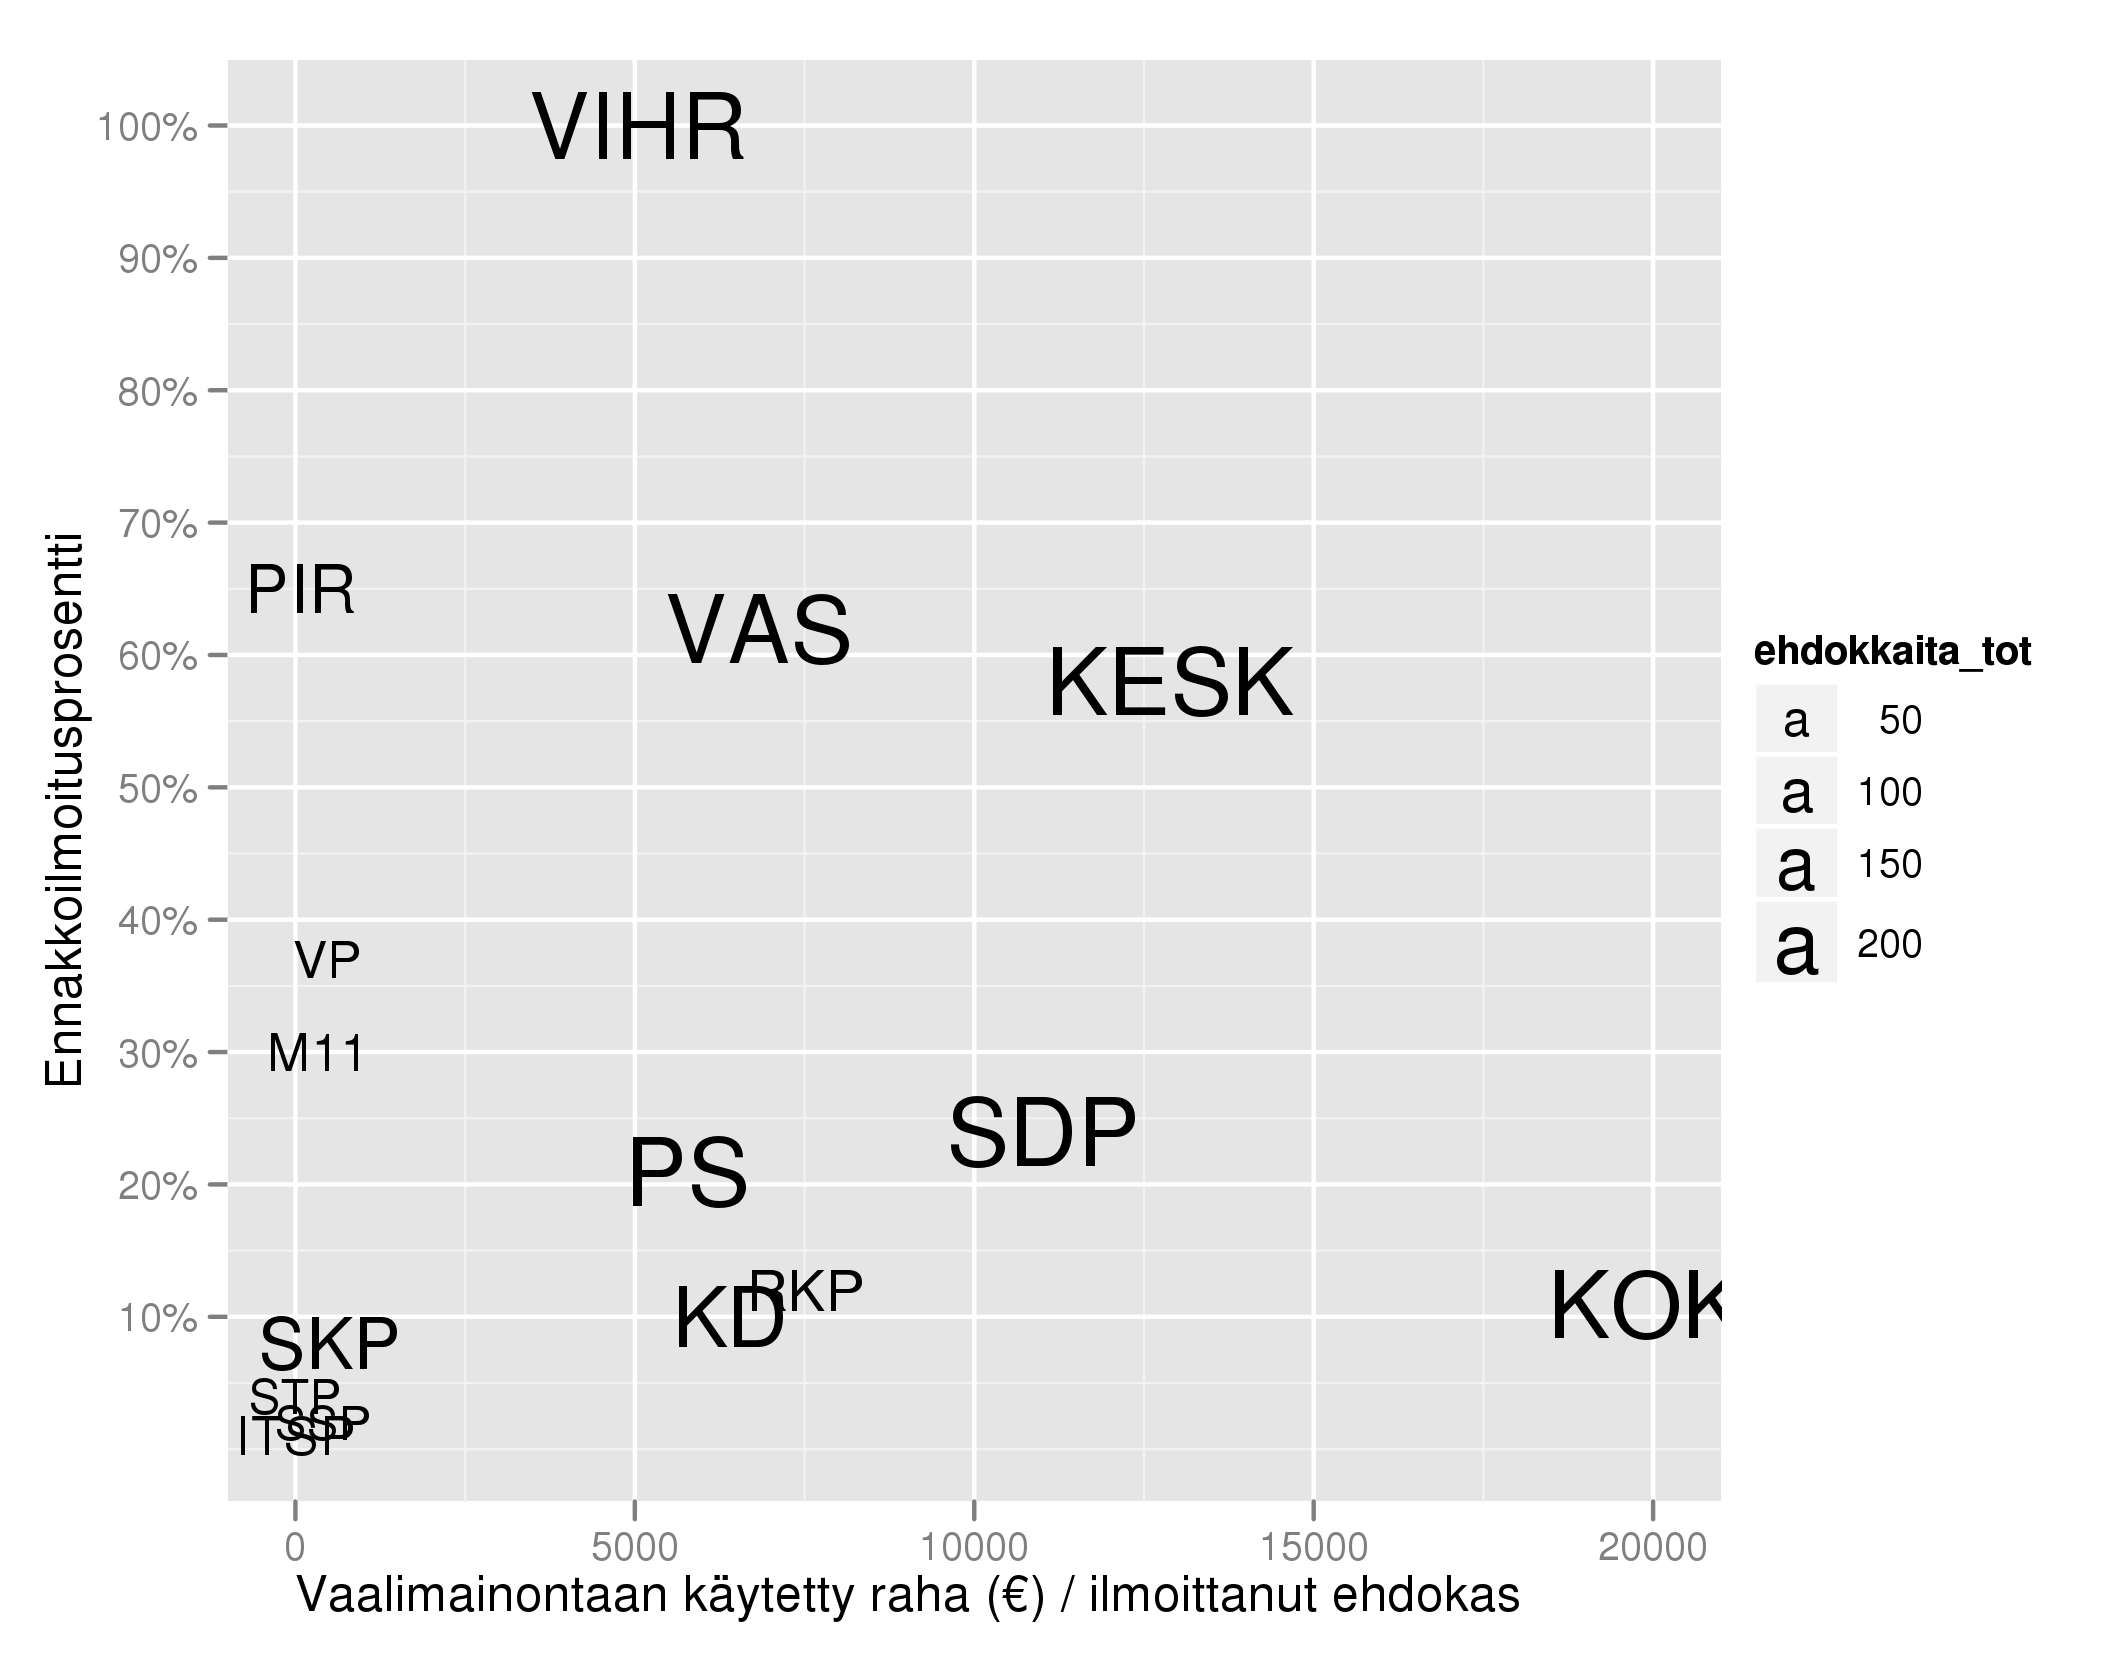 100%
90%
80%
70%
60%
50%
40%
30%
20%
10%
Ennakkoilmoitusprosentti
VIHR
PIR
VAS
KESK
VP
M11
SDP
PS
RKP
KD
KOK
SKP
STP
SSP
ITSP
0 5000 10000 15000 20000
Vaalimainontaan käytetty raha (€) / ilmoittanut ehdokas
ehdokkaita_tot
a 50
a 100
a 150
a 200